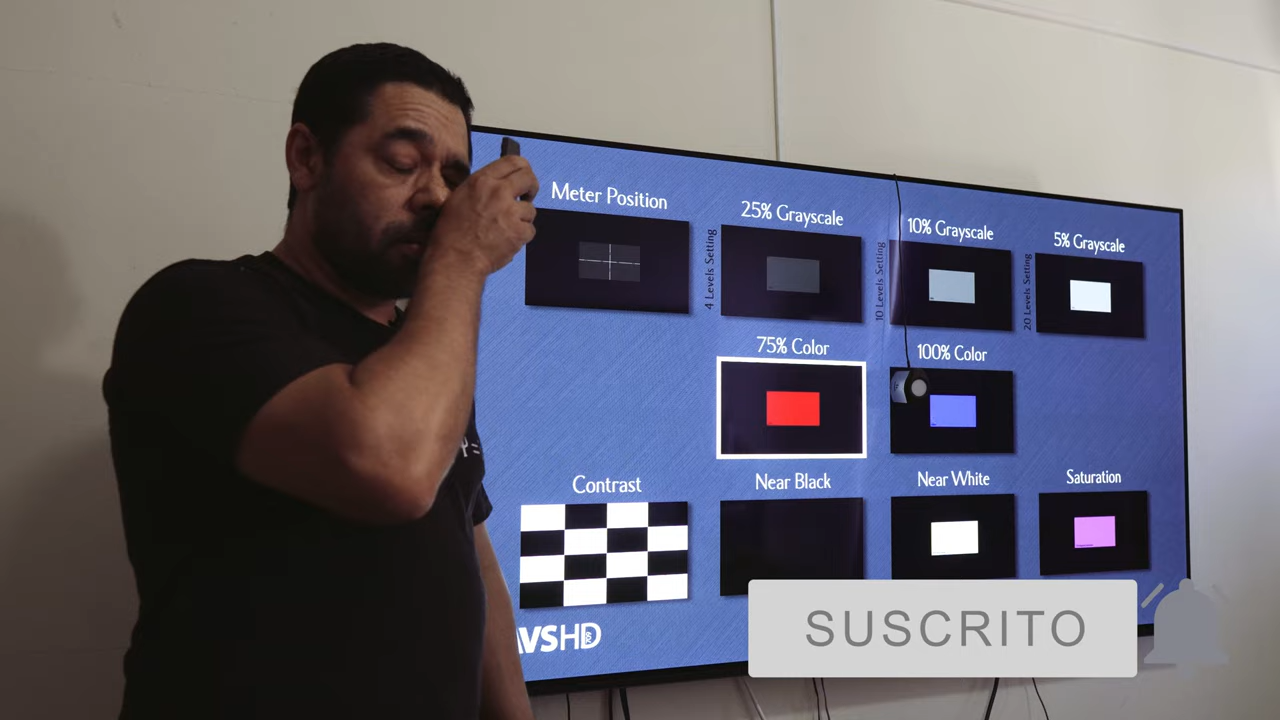 Meter Position
25% Grayscale
10% Grayscale
5% Grayscale
4 Levels Setting
10 Levels Setting
20 Levels Setting
75% Color
100% Color
Contrast
Near Black
Near White
Saturation
AVSHD
SUSCRITO